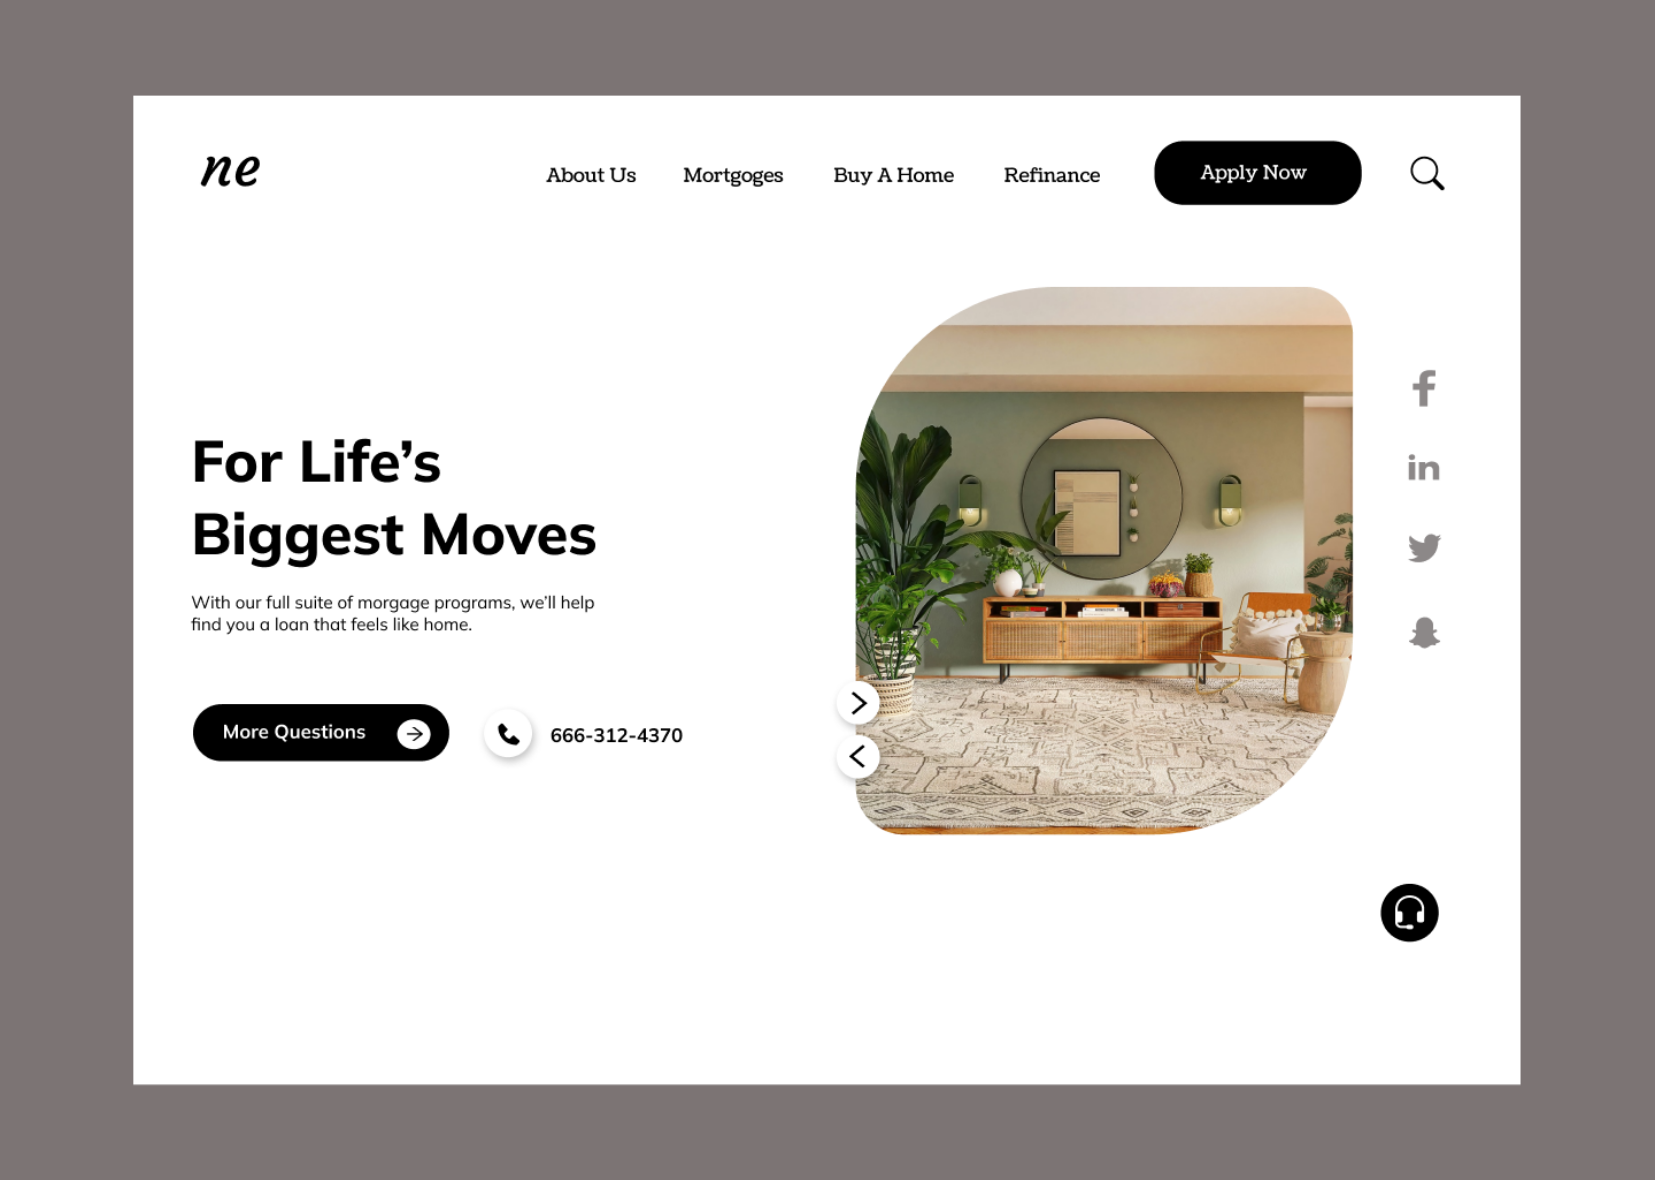 ne
About Us
Mortgoges
Buy A Home
Refinance
Apply Now
For Life’s
Biggest Moves
With our full suite of morgage programs, we’ll help
find you a loan that feels like home.
More Questions
666-312-4370